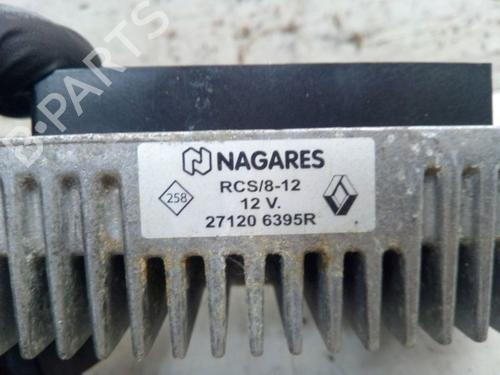 B-PARTS
NAGARES
RCS/8-12
258
12 V.
27120 6395R